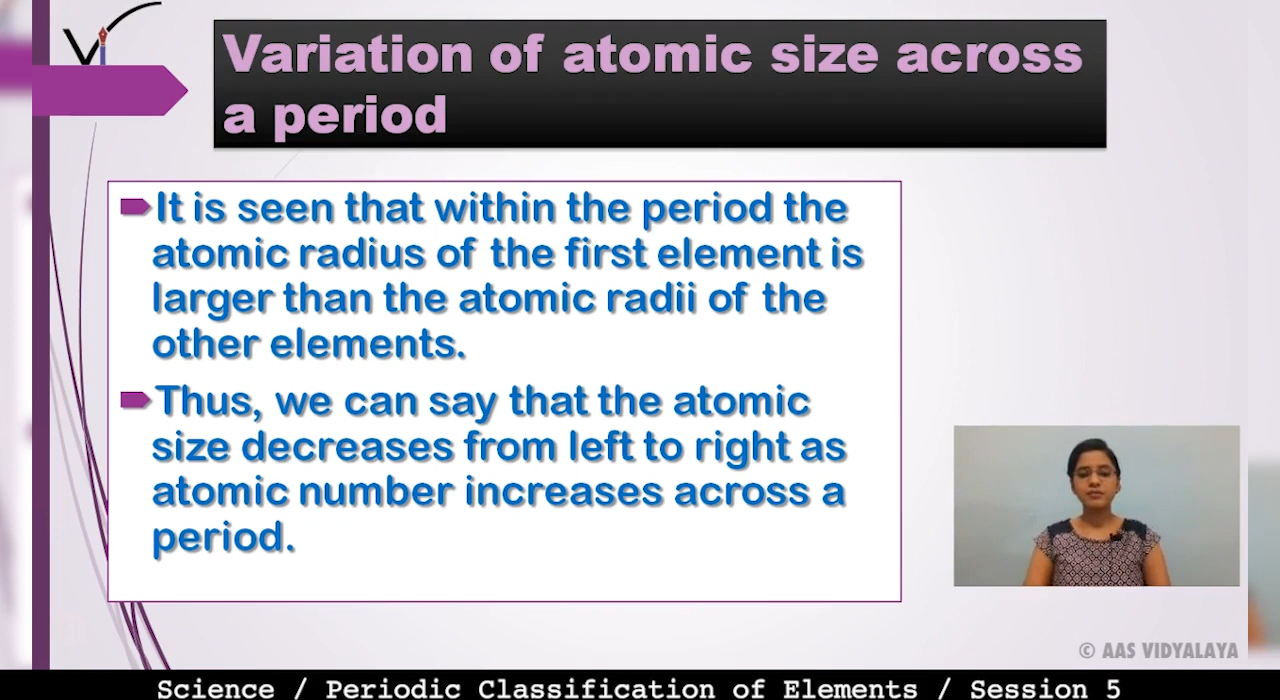 Variation of atomic size across
a period
It is seen that within the period the
atomic radius of the first element is
larger than the atomic radii of the
other elements.
Thus, we can say that the atomic
size decreases from left to right as
atomic number increases across a
period.
© AAS VIDYALAYA
Science / Periodic Classification of Elements / Session 5